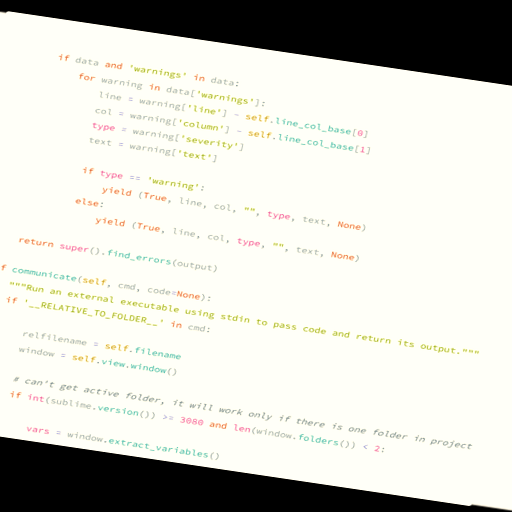 if data and 'warnings' in data:
for warning in data['warnings']:
line = warning['line'] - self.line_col_base[0]
col = warning['column'] - self.line_col_base[1]
type = warning['severity']
text = warning['text']
if type == 'warning':
yield (True, line, col, "", type, text, None)
else:
yield (True, line, col, type, "", text, None)
return super().find_errors(output)
f communicate(self, cmd, code=None):
"""Run an external executable using stdin to pass code and return its output."""
if '__RELATIVE_TO_FOLDER__' in cmd:
relfilename = self.filename
window = self.view.window()
# can't get active folder, it will work only if there is one folder in project
if int(sublime.version()) >= 3080 and len(window.folders()) < 2:
vars = window.extract_variables()